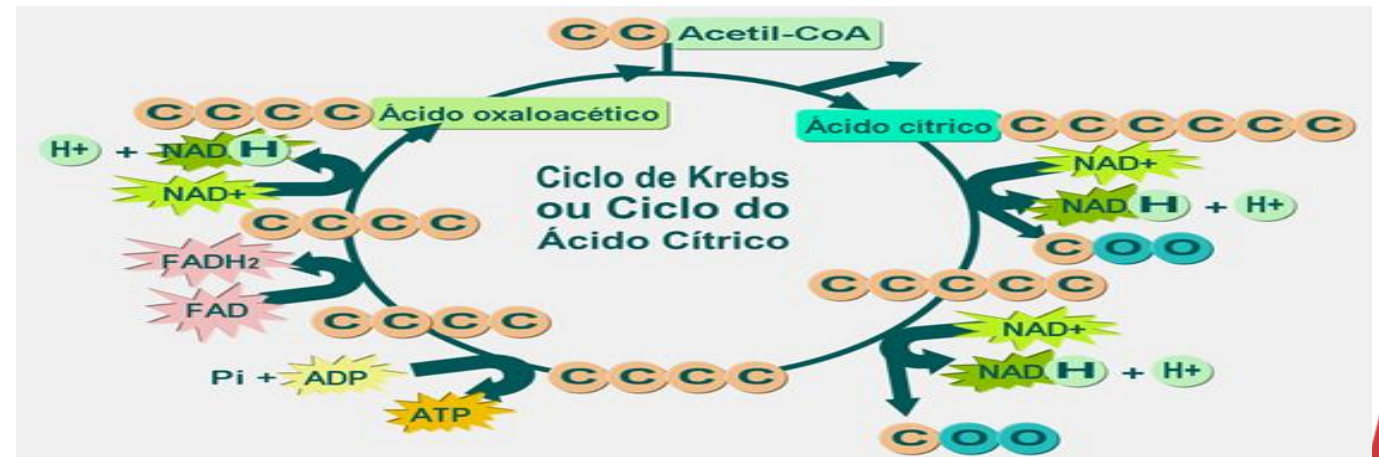 C C Acetil-CoA
C C C C Ácido oxaloacético
Ácido cítrico C C C C C C
H+ + NAD H
NAD+
NAD+
NAD H + H+
Ciclo de Krebs
ou Ciclo do
Ácido Cítrico
C C C C
C O O
FADH2
FAD
C C C C C
C C C C
NAD+
NAD H + H+
Pi + ADP
C C C C
ATP
C O O